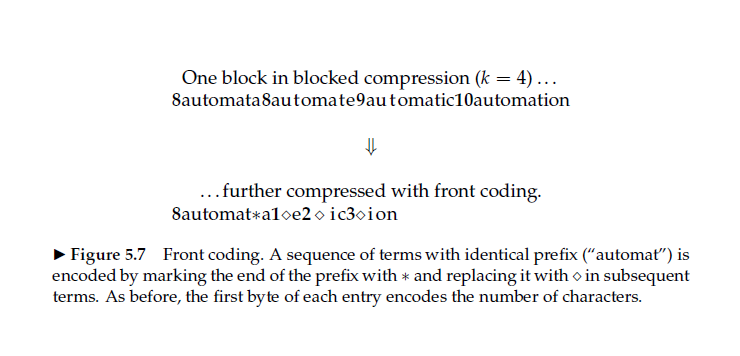 One block in blocked compression (k = 4) …
8automata8automate9automatic10automation
⇓
…further compressed with front coding.
8automat∗a1⋄e2⋄ic3⋄ion
▶ Figure 5.7 Front coding. A sequence of terms with identical prefix (“automat”) is
encoded by marking the end of the prefix with ∗ and replacing it with ⋄ in subsequent
terms. As before, the first byte of each entry encodes the number of characters.